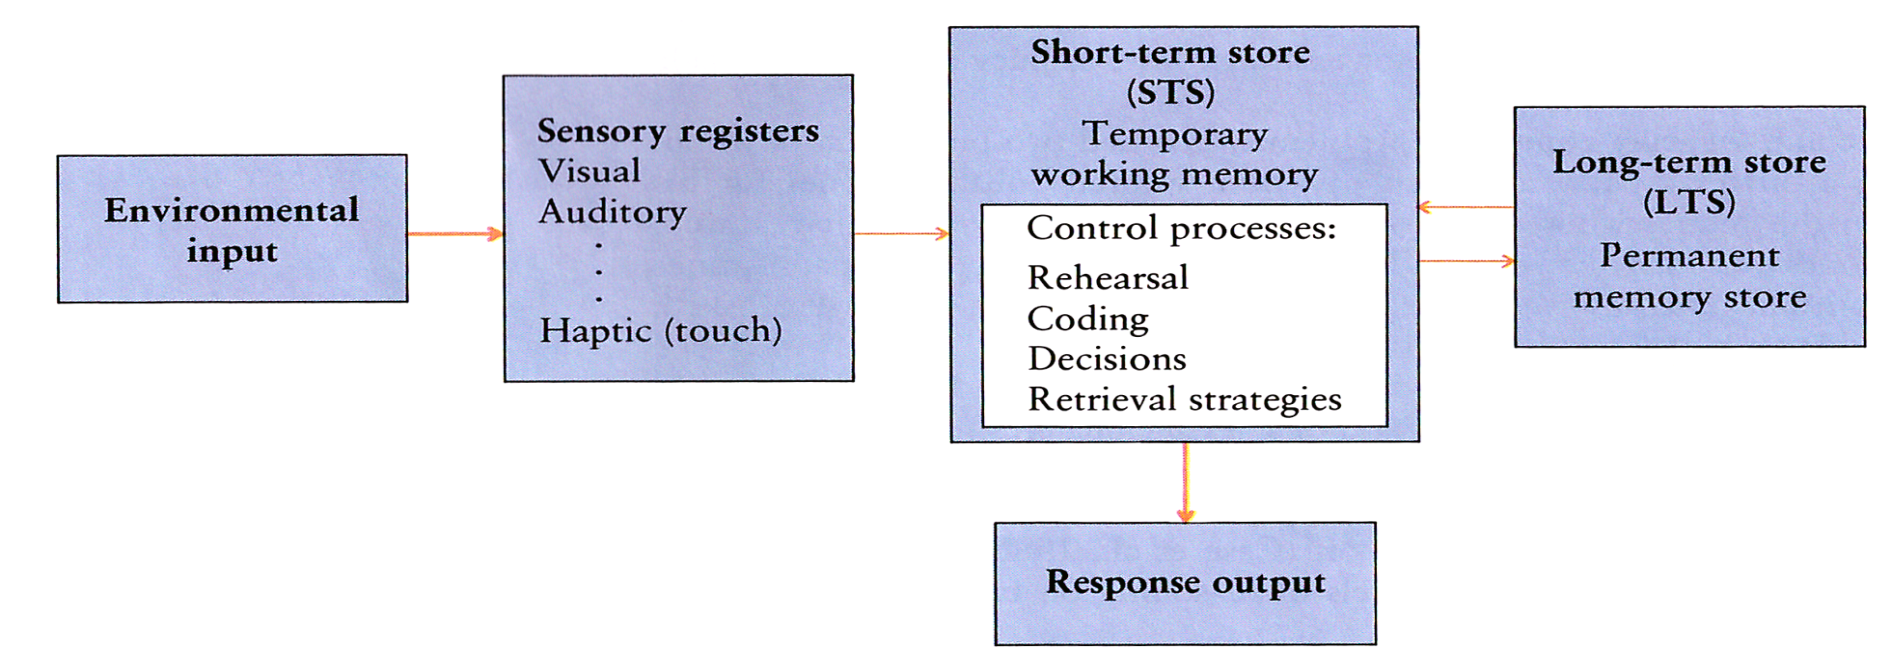 Environmental
input
Sensory registers
Visual
Auditory
.
.
.
Haptic (touch)
Short-term store
(STS)
Temporary
working memory
Control processes:
Rehearsal
Coding
Decisions
Retrieval strategies
Long-term store
(LTS)
Permanent
memory store
Response output